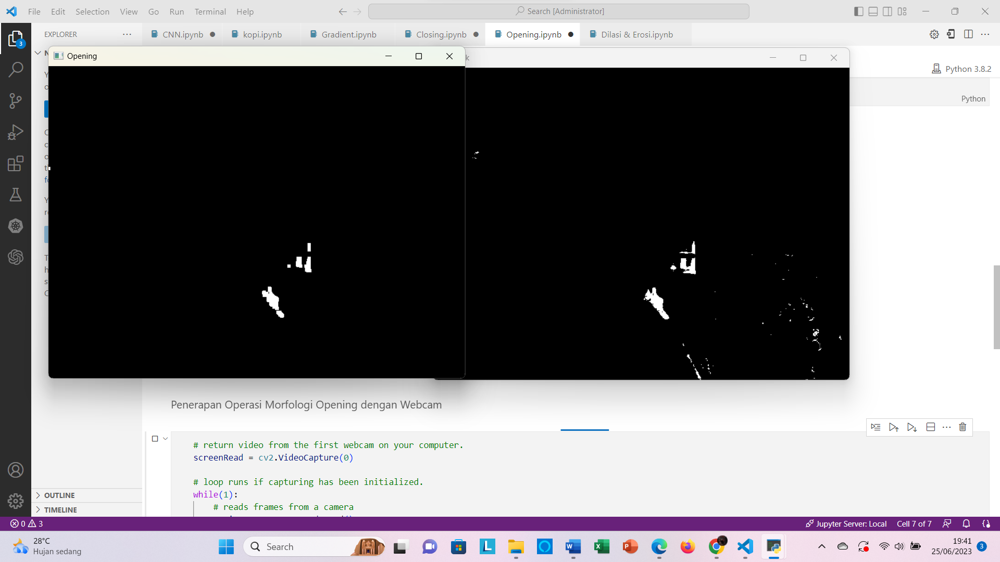 File Edit Selection View Go Run Terminal Help
Search [Administrator]
EXPLORER
CNN.ipynb
kopi.ipynb
Gradient.ipynb
Closing.ipynb
Opening.ipynb
Dilasi & Erosi.ipynb
3
Opening
Python 3.8.2
Python
Penerapan Operasi Morfologi Opening dengan Webcam
# return video from the first webcam on your computer.
screenRead = cv2.VideoCapture(0)
# loop runs if capturing has been initialized.
while(1):
# reads frames from a camera
OUTLINE
TIMELINE
0 3
Jupyter Server: Local
Cell 7 of 7
28°C
Hujan sedang
Search
19:41
25/06/2023
3